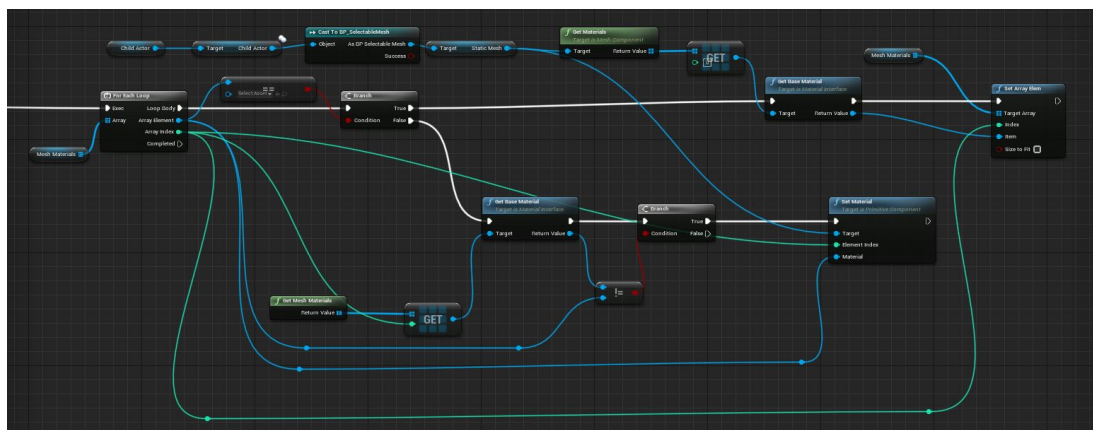 Child Actor
Target
Child Actor
Cast To BP_SelectableMesh
Object
As BP Selectable Mesh
Success
Target
Static Mesh
Get Materials
Target is Mesh Component
Target
Return Value
GET
Mesh Materials
For Each Loop
Exec
Loop Body
Array
Array Element
Array Index
Completed
Mesh Materials
==
Select Asset
Branch
True
Condition
False
Get Base Material
Target is Material Interface
Target
Return Value
Set Array Elem
Target Array
Index
Item
Size to Fit
Get Base Material
Target is Material Interface
Target
Return Value
Branch
True
Condition
False
Set Material
Target is Primitive Component
Target
Element Index
Material
!=
Get Mesh Materials
Return Value
GET